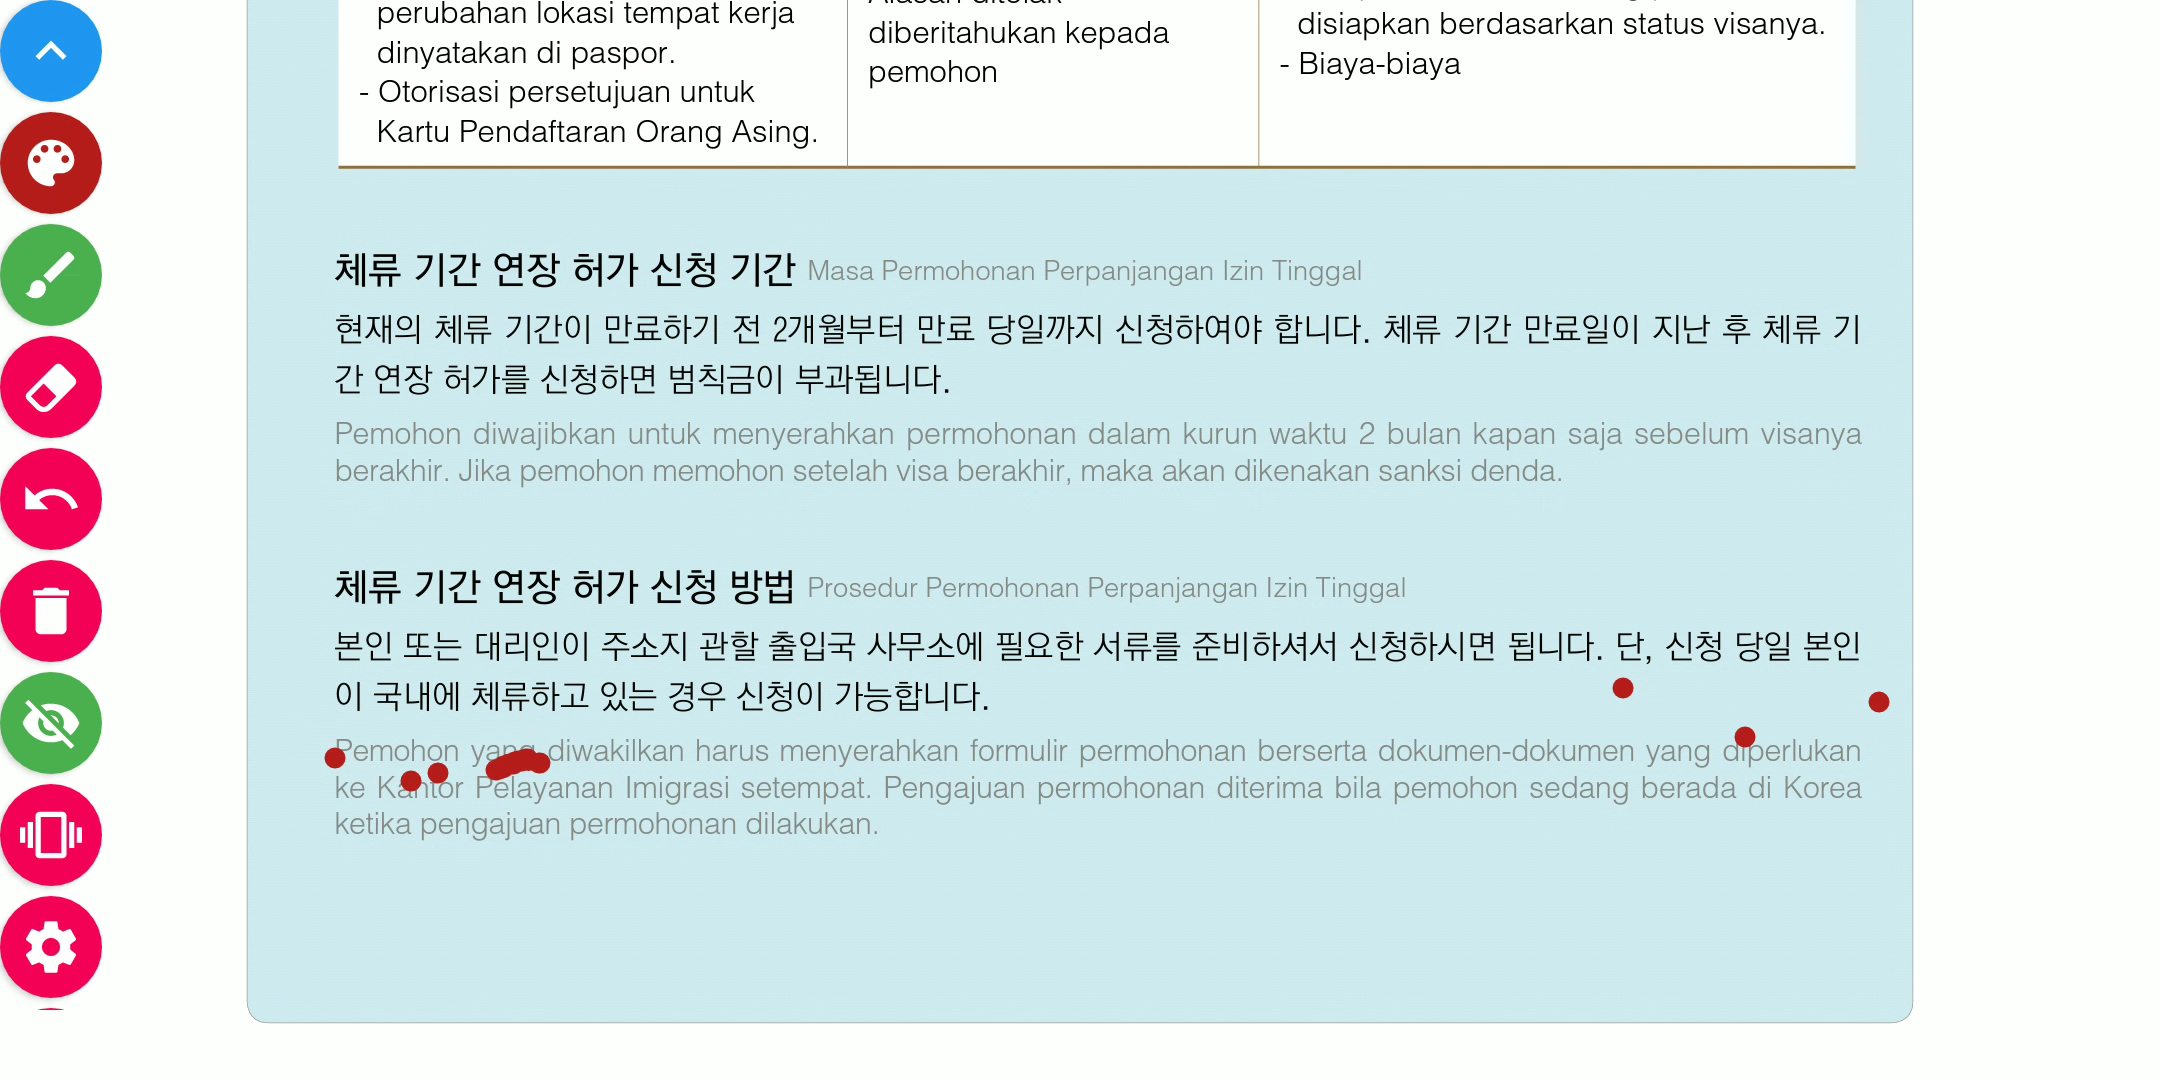 perubahan lokasi tempat kerja
dinyatakan di paspor.
- Otorisasi persetujuan untuk
Kartu Pendaftaran Orang Asing.
diberitahukan kepada
pemohon
disiapkan berdasarkan status visanya.
- Biaya-biaya
체류 기간 연장 허가 신청 기간 Masa Permohonan Perpanjangan Izin Tinggal
현재의 체류 기간이 만료하기 전 2개월부터 만료 당일까지 신청하여야 합니다. 체류 기간 만료일이 지난 후 체류 기
간 연장 허가를 신청하면 범칙금이 부과됩니다.
Pemohon diwajibkan untuk menyerahkan permohonan dalam kurun waktu 2 bulan kapan saja sebelum visanya
berakhir. Jika pemohon memohon setelah visa berakhir, maka akan dikenakan sanksi denda.
체류 기간 연장 허가 신청 방법 Prosedur Permohonan Perpanjangan Izin Tinggal
본인 또는 대리인이 주소지 관할 출입국 사무소에 필요한 서류를 준비하셔서 신청하시면 됩니다. 단, 신청 당일 본인
이 국내에 체류하고 있는 경우 신청이 가능합니다.
Pemohon yang diwakilkan harus menyerahkan formulir permohonan berserta dokumen-dokumen yang diperlukan
ke Kantor Pelayanan Imigrasi setempat. Pengajuan permohonan diterima bila pemohon sedang berada di Korea
ketika pengajuan permohonan dilakukan.